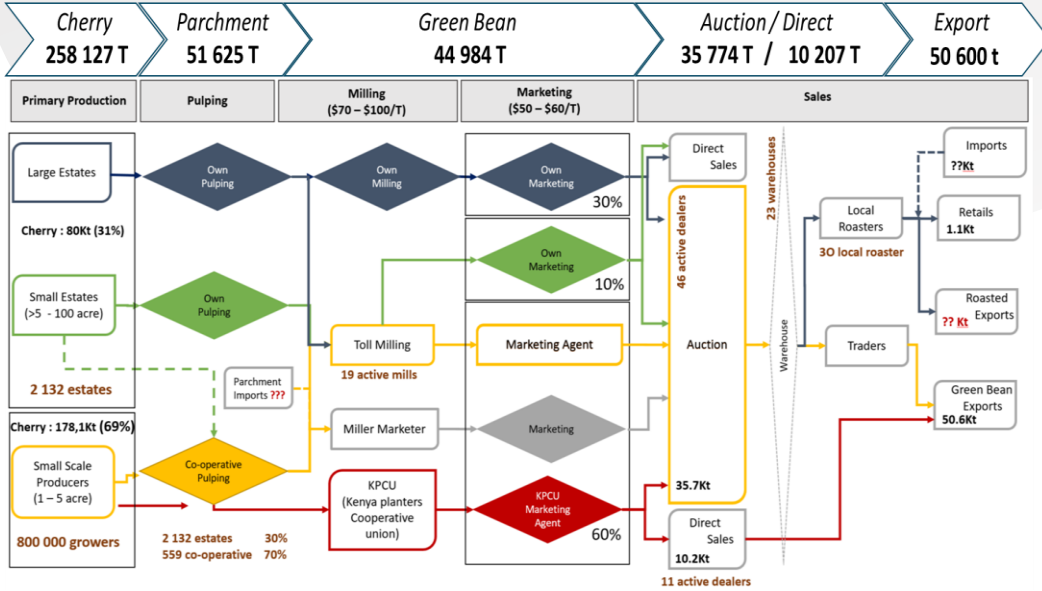 Cherry
258 127 T
Parchment
51 625 T
Green Bean
44 984 T
Auction / Direct
35 774 T / 10 207 T
Export
50 600 t
Primary Production
Pulping
Milling
($70 – $100/T)
Marketing
($50 – $60/T)
Sales
Large Estates
Own
Pulping
Own
Milling
Own
Marketing
30%
Direct
Sales
Imports
??Kt
Cherry : 80Kt (31%)
46 active dealers
23 warehouses
Local
Roasters
30 local roaster
Retails
1.1Kt
Small Estates
(>5 - 100 acre)
Own
Pulping
Own
Marketing
10%
Roasted
Exports
?? Kt
Toll Milling
19 active mills
Marketing Agent
Auction
Warehouse
Traders
2 132 estates
Parchment
Imports ???
Green Bean
Exports
50.6Kt
Cherry : 178,1Kt (69%)
Miller Marketer
Marketing
Small Scale
Producers
(1 – 5 acre)
Co-operative
Pulping
KPCU
(Kenya planters
Cooperative
union)
KPCU
Marketing
Agent
60%
35.7Kt
Direct
Sales
10.2Kt
800 000 growers
2 132 estates 30%
559 co-operative 70%
11 active dealers